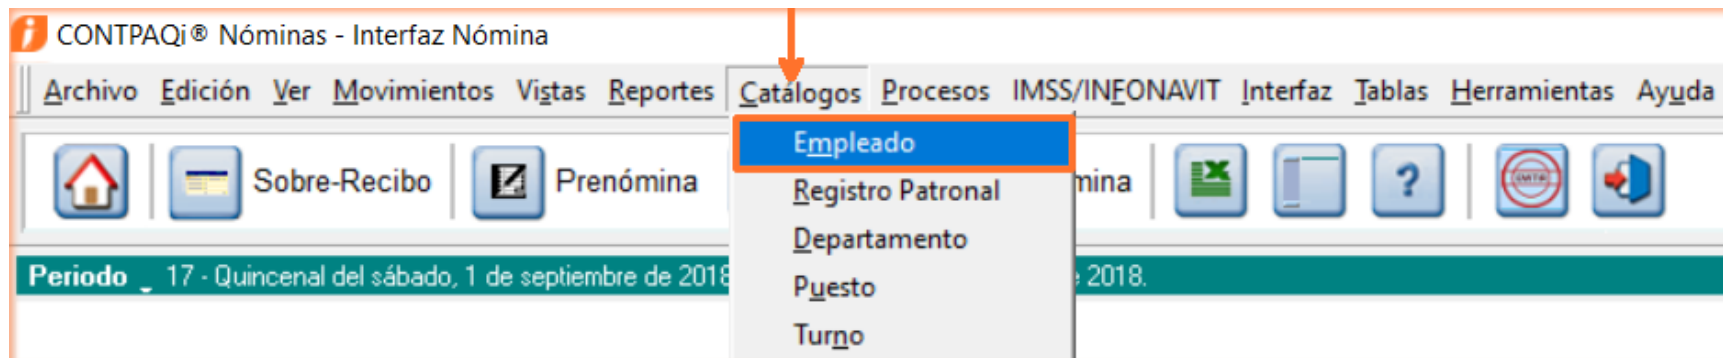 CONTPAQi® Nóminas - Interfaz Nómina
Archivo Edición Ver Movimientos Vistas Reportes Catálogos Procesos IMSS/INFONAVIT Interfaz Tablas Herramientas Ayuda
Empleado
Sobre-Recibo Prenómina mina ?
Registro Patronal
Departamento
Periodo 17 - Quincenal del sábado, 1 de septiembre de 2018 2018.
Puesto
Turno